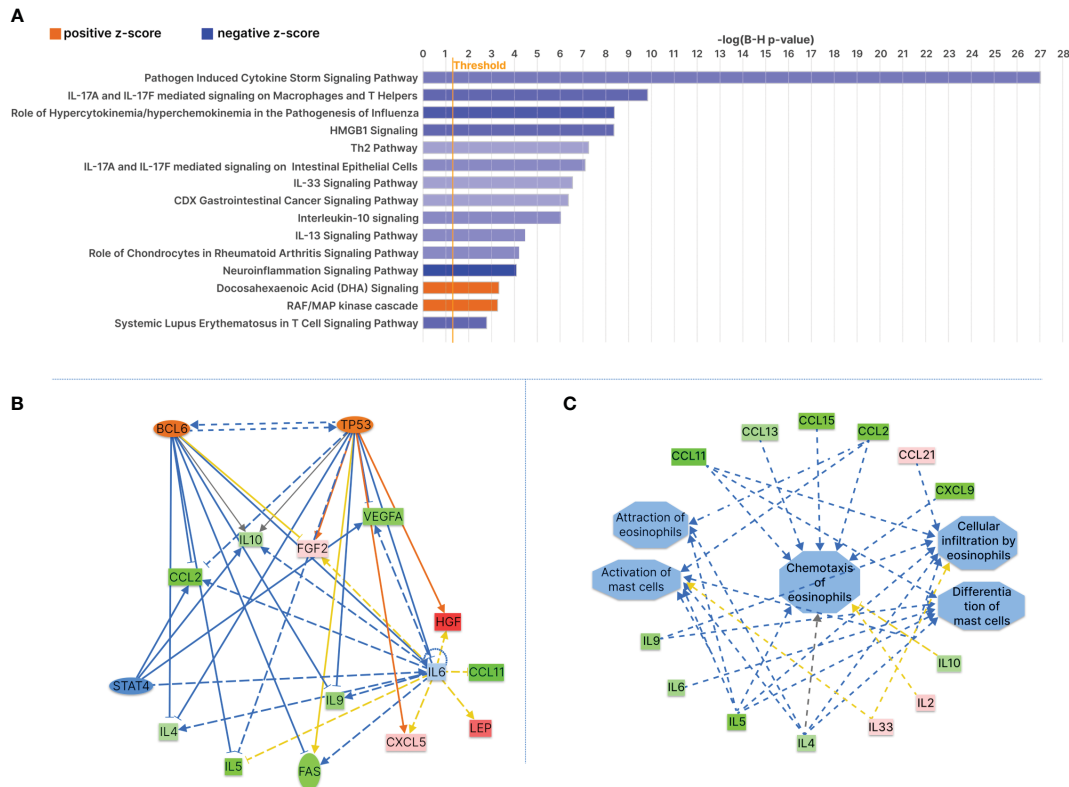 A
positive z-score negative z-score
-log(B-H p-value)
0 1 2 3 4 5 6 7 8 9 10 11 12 13 14 15 16 17 18 19 20 21 22 23 24 25 26 27 28
Threshold
Pathogen Induced Cytokine Storm Signaling Pathway
IL-17A and IL-17F mediated signaling on Macrophages and T Helpers
Role of Hypercytokinemia/hyperchemokinemia in the Pathogenesis of Influenza
HMGB1 Signaling
Th2 Pathway
IL-17A and IL-17F mediated signaling on Intestinal Epithelial Cells
IL-33 Signaling Pathway
CDX Gastrointestinal Cancer Signaling Pathway
Interleukin-10 signaling
IL-13 Signaling Pathway
Role of Chondrocytes in Rheumatoid Arthritis Signaling Pathway
Neuroinflammation Signaling Pathway
Docosahexaenoic Acid (DHA) Signaling
RAF/MAP kinase cascade
Systemic Lupus Erythematosus in T Cell Signaling Pathway
B
BCL6
TP53
VEGFA
IL10
FGF2
CCL2
HGF
IL6
CCL11
STAT4
IL9
IL4
CXCL5
LEP
IL5
FAS
C
CCL15
CCL13
CCL2
CCL11
CCL21
CXCL9
Attraction of
eosinophils
Cellular
infiltration by
eosinophils
Activation of
mast cells
Chemotaxis
of
eosinophils
Differentia
tion of
mast cells
IL9
IL10
IL6
IL2
IL5
IL33
IL4